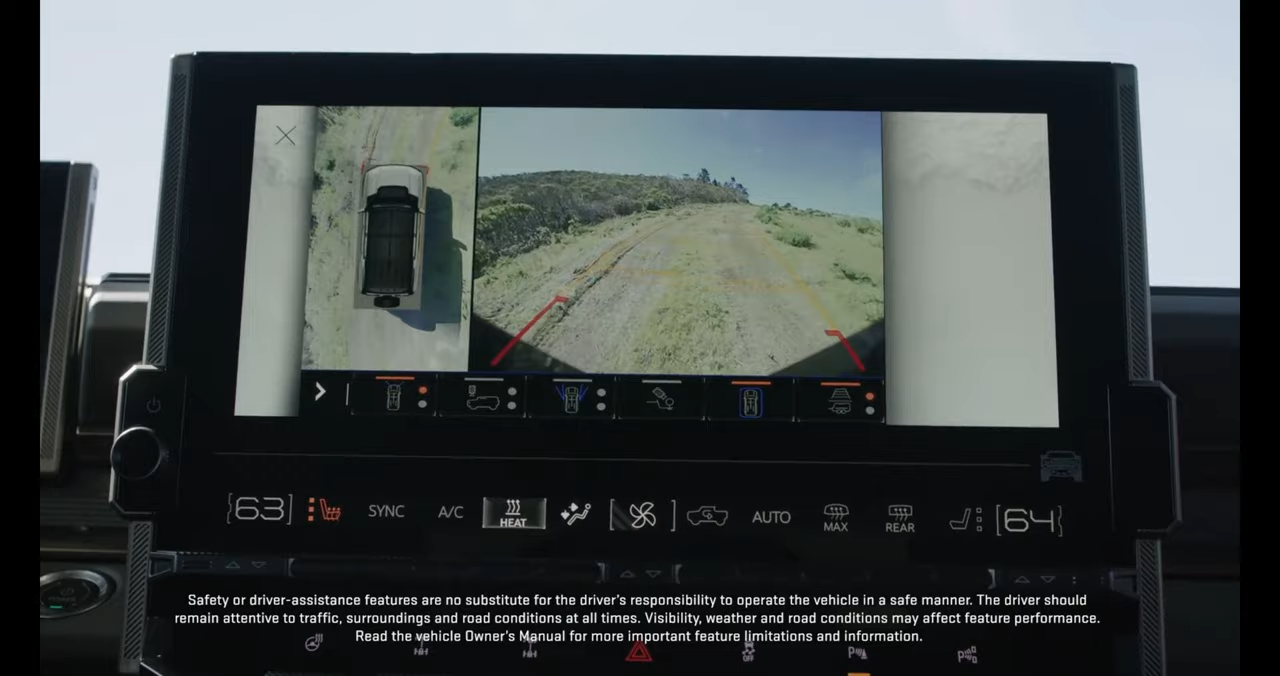 63 SYNC A/C HEAT AUTO MAX REAR 64
Safety or driver-assistance features are no substitute for the driver's responsibility to operate the vehicle in a safe manner. The driver should
remain attentive to traffic, surroundings and road conditions at all times. Visibility, weather and road conditions may affect feature performance.
Read the vehicle Owner's Manual for more important feature limitations and information.
OFF P P